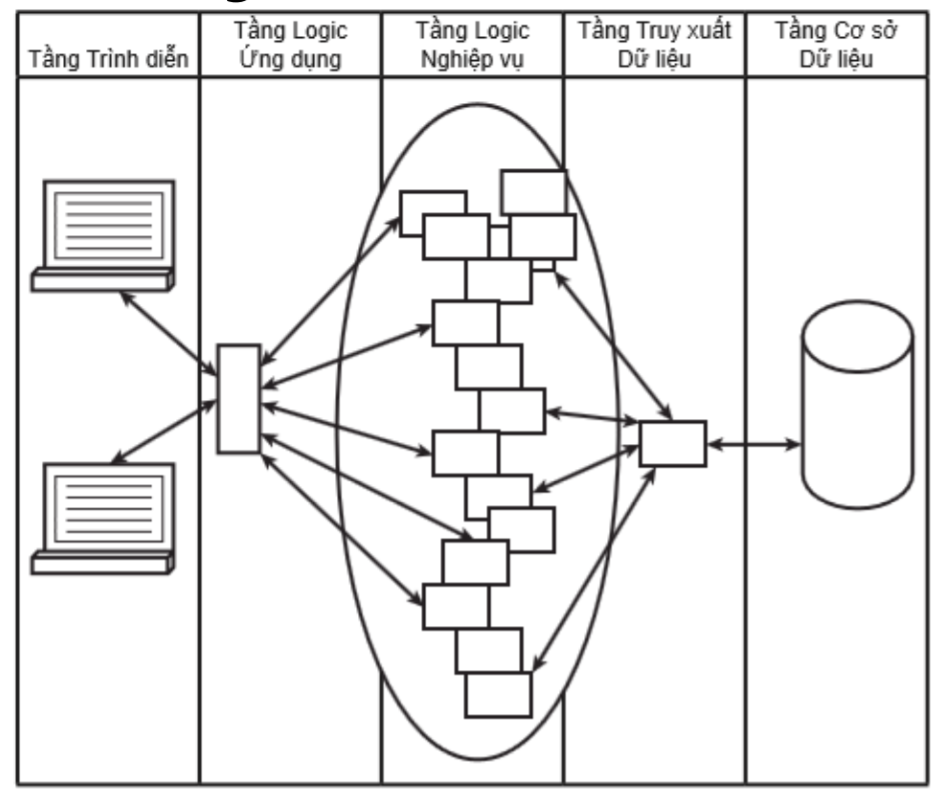 Tầng Trình diễn
Tầng Logic
Ứng dụng
Tầng Logic
Nghiệp vụ
Tầng Truy xuất
Dữ liệu
Tầng Cơ sở
Dữ liệu